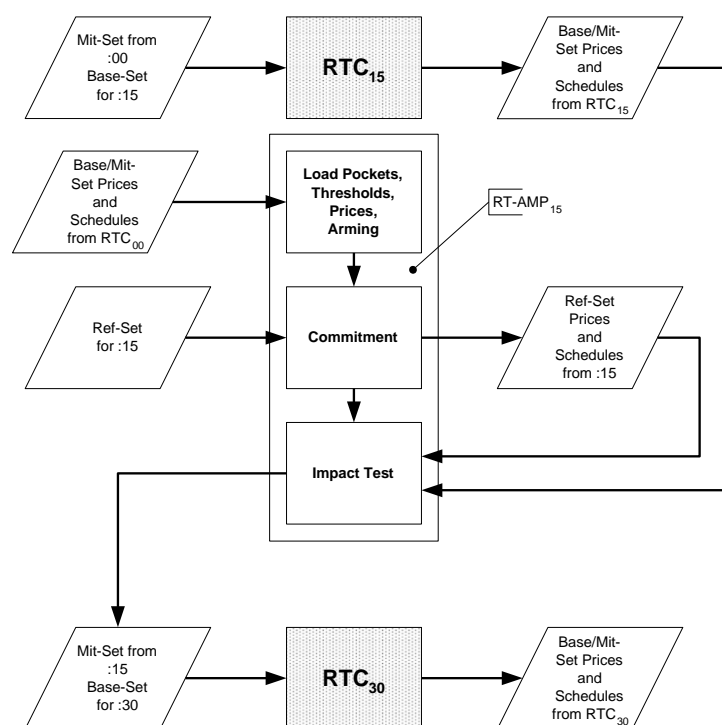 Mit-Set from
:00
Base-Set
for :15
RTC15
Base/Mit-
Set Prices
and
Schedules
from RTC15
Base/Mit-
Set Prices
and
Schedules
from RTC00
Load Pockets,
Thresholds,
Prices,
Arming
RT-AMP15
Ref-Set
for :15
Commitment
Ref-Set
Prices
and
Schedules
from :15
Impact Test
Mit-Set from
:15
Base-Set
for :30
RTC30
Base/Mit-
Set Prices
and
Schedules
from RTC30